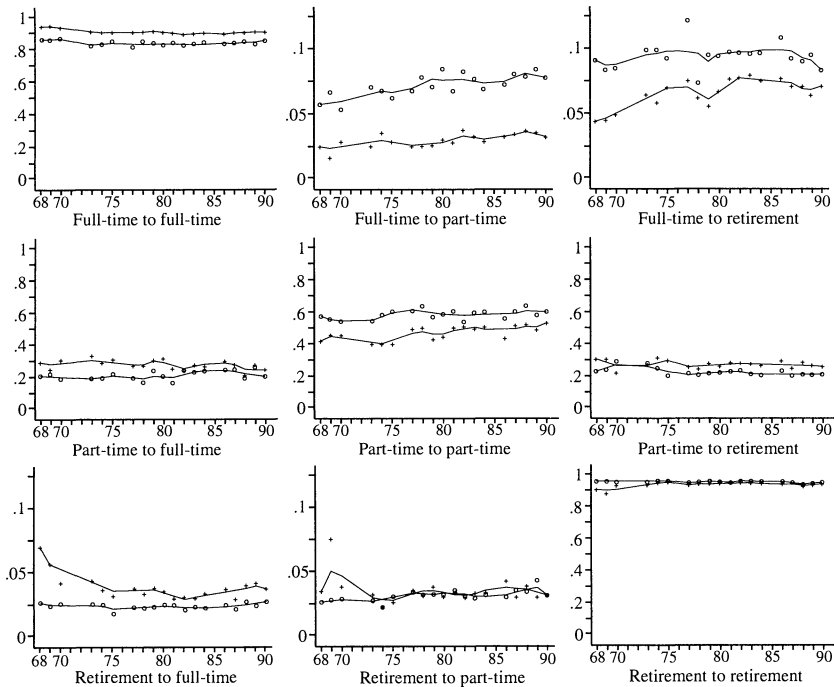 1
.8
.6
.4
.2
0
68 70 75 80 85 90
Full-time to full-time
.1
.05
0
68 70 75 80 85 90
Full-time to part-time
.1
.05
0
68 70 75 80 85 90
Full-time to retirement
1
.8
.6
.4
.2
0
68 70 75 80 85 90
Part-time to full-time
1
.8
.6
.4
.2
0
68 70 75 80 85 90
Part-time to part-time
1
.8
.6
.4
.2
0
68 70 75 80 85 90
Part-time to retirement
.1
.05
0
68 70 75 80 85 90
Retirement to full-time
.1
.05
0
68 70 75 80 85 90
Retirement to part-time
1
.8
.6
.4
.2
0
68 70 75 80 85 90
Retirement to retirement